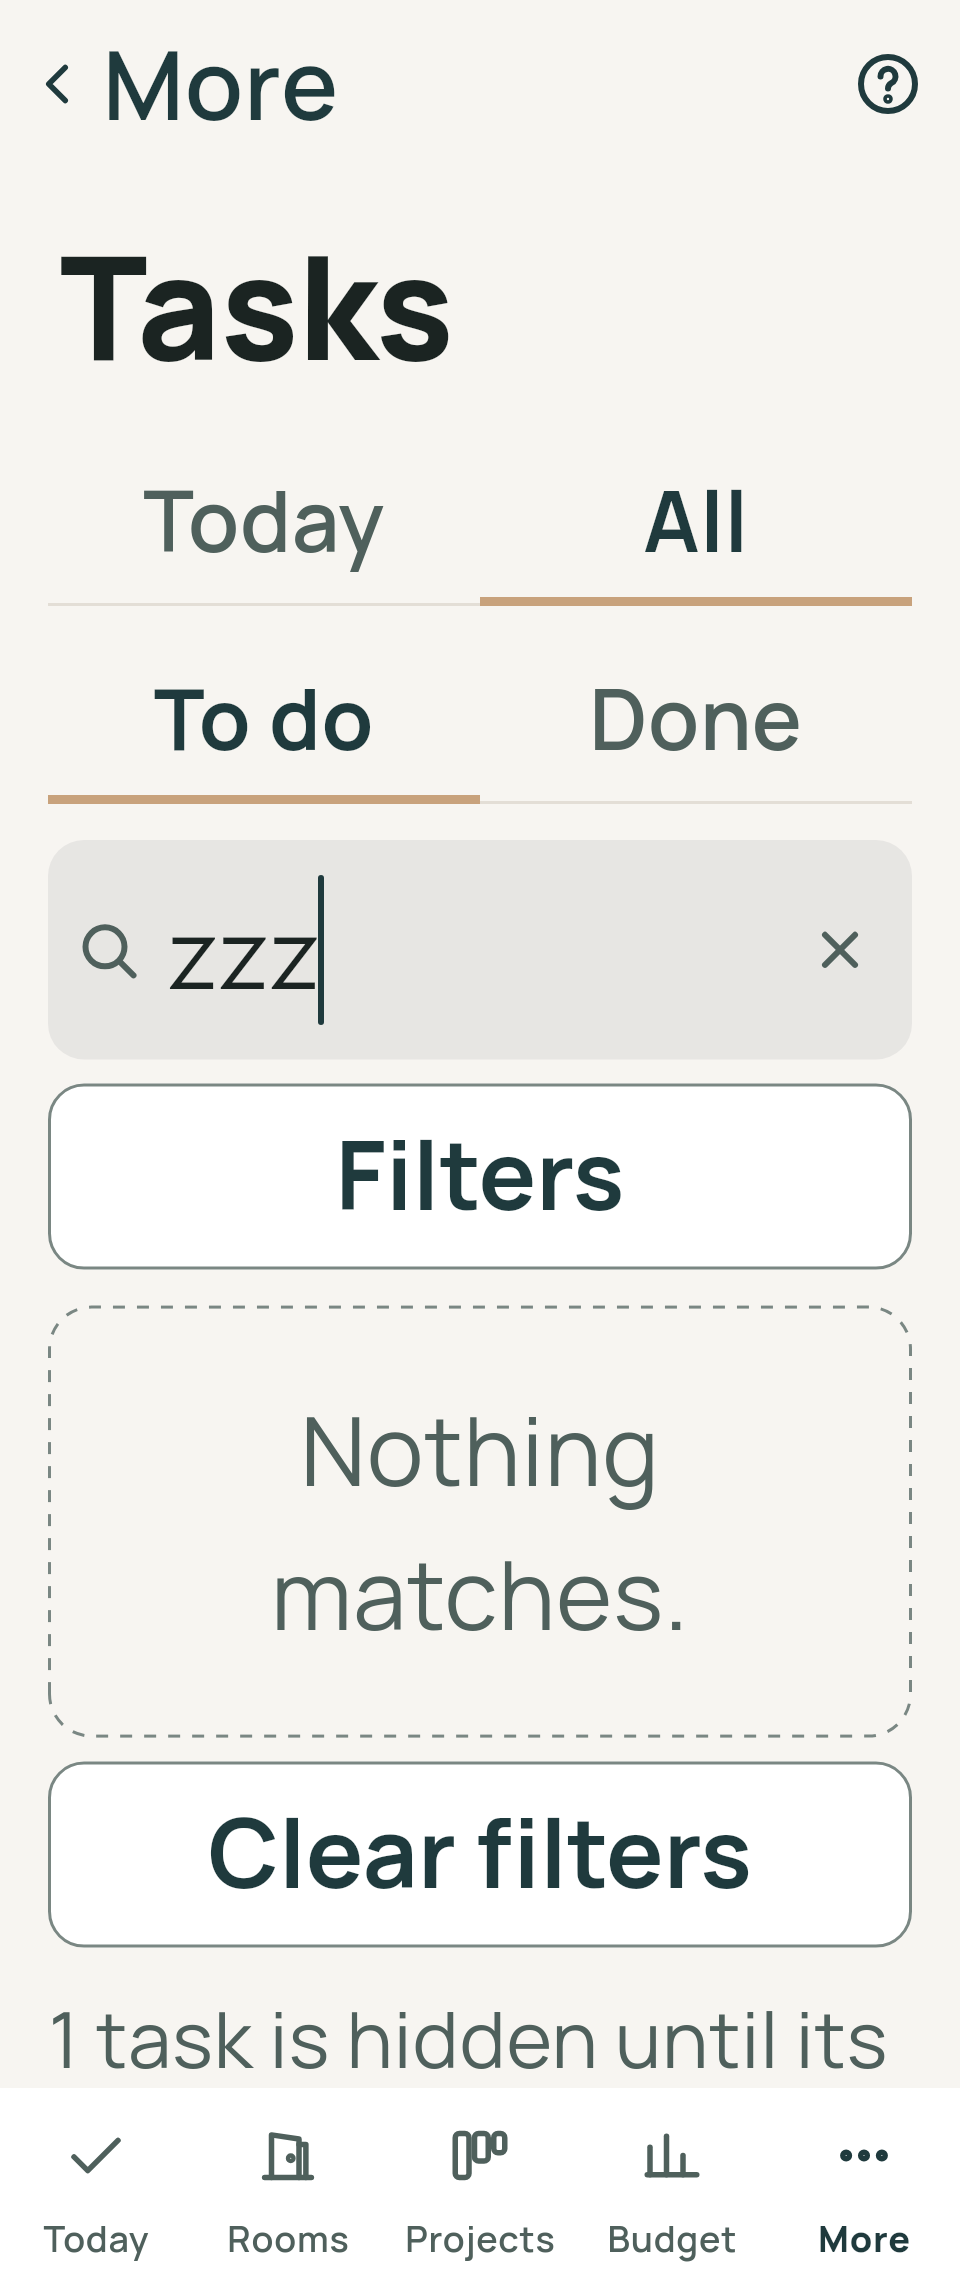 More
Tasks
Today
All
To do
Done
zzz
Filters
Nothing
matches.
Clear filters
1 task is hidden until its
Today
Rooms
Projects
Budget
More